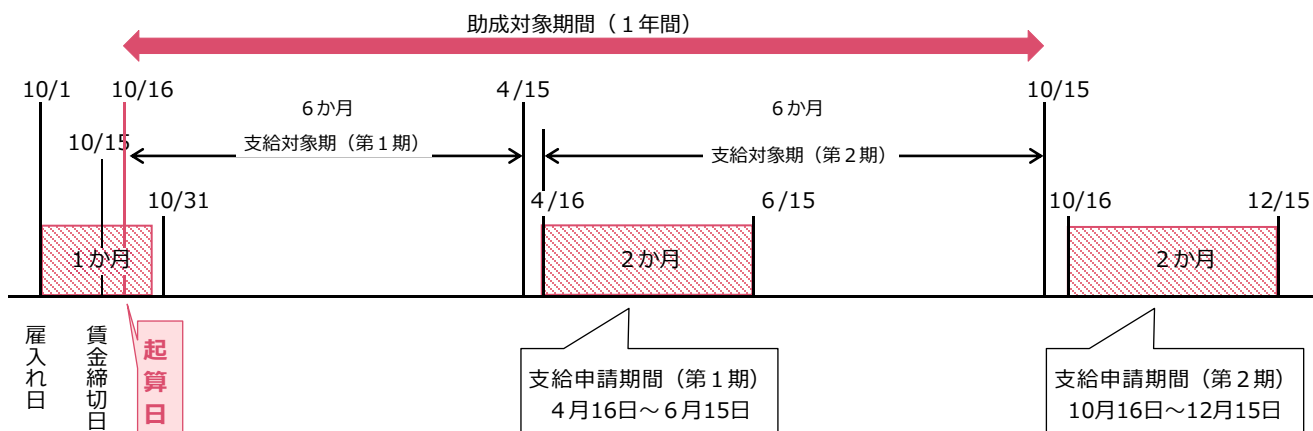 助成対象期間（１年間）
10/1
10/16
4/15
10/15
６か月
６か月
10/15
支給対象期（第１期）
支給対象期（第２期）
10/31
4/16
6/15
10/16
12/15
１か月
２か月
２か月
雇入れ日
賃金締切日
起算日
支給申請期間（第１期）
４月16日～６月15日
支給申請期間（第２期）
10月16日～12月15日